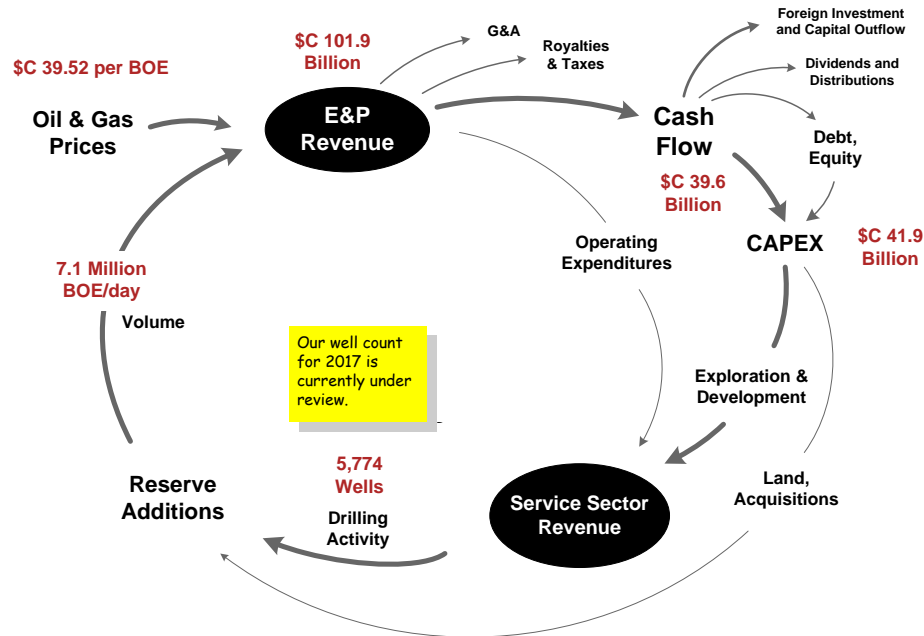 Foreign Investment
and Capital Outflow
G&A
$C 101.9
Billion
Royalties
& Taxes
$C 39.52 per BOE
Dividends and
Distributions
Oil & Gas
Prices
E&P
Revenue
Cash
Flow
Debt,
Equity
$C 39.6
Billion
CAPEX
$C 41.9
Billion
Operating
Expenditures
7.1 Million
BOE/day
Volume
Our well count
for 2017 is
currently under
review.
Exploration &
Development
5,774
Wells
Drilling
Activity
Reserve
Additions
Service Sector
Revenue
Land,
Acquisitions